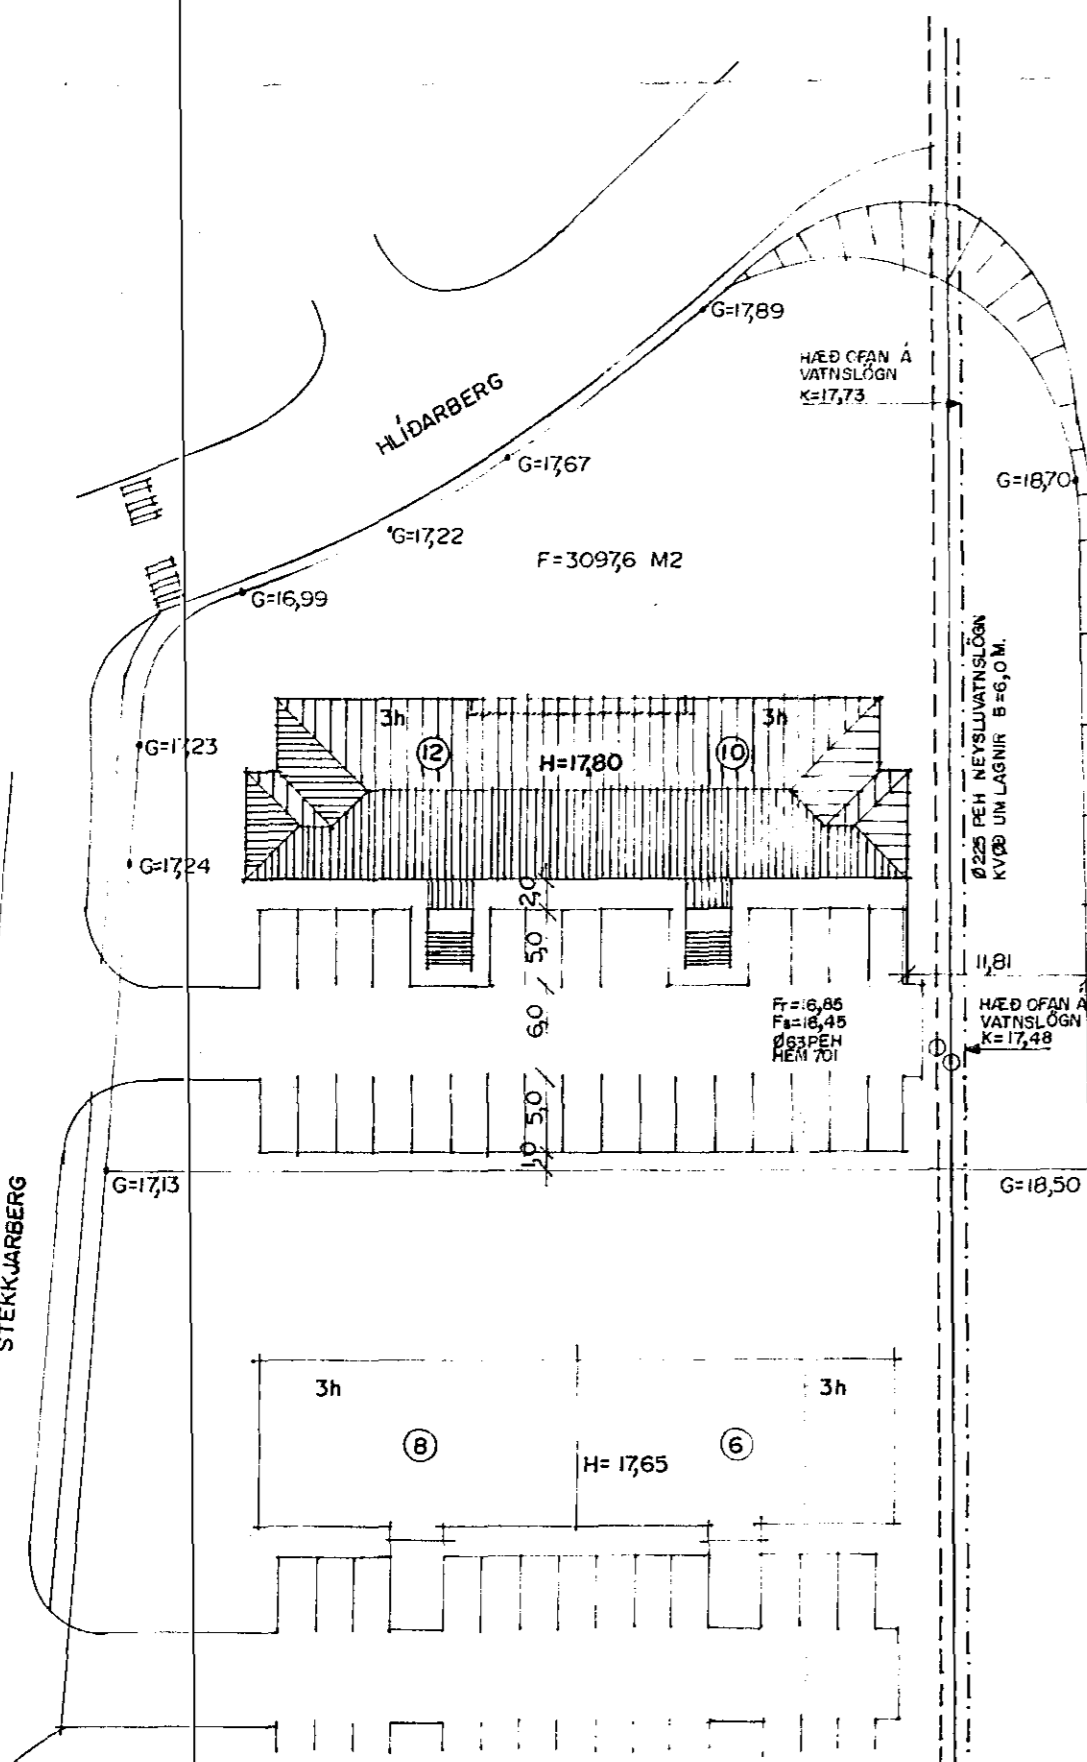 G=17,89
HÆÐ OFAN Á
VATNSLÖGN
K=17,73
HLÍÐARBERG
G=17,67
G=18,70
G=17,22
F=3097,6 M2
G=16,99
Ø225 PEH NEYSLUVATNSLÖGN
KVÖÐ UM LAGNIR B=6,0 M.
3h
3h
G=17,23
12
H=17,80
10
G=17,24
2,0
5,0
6,0
5,0
1,0
11,81
Fr=16,85
Fs=16,45
Ø63PEH
HEM 701
HÆÐ OFAN Á
VATNSLÖGN
K=17,48
G=17,13
G=18,50
STEKKJARBERG
3h
3h
8
6
H=17,65